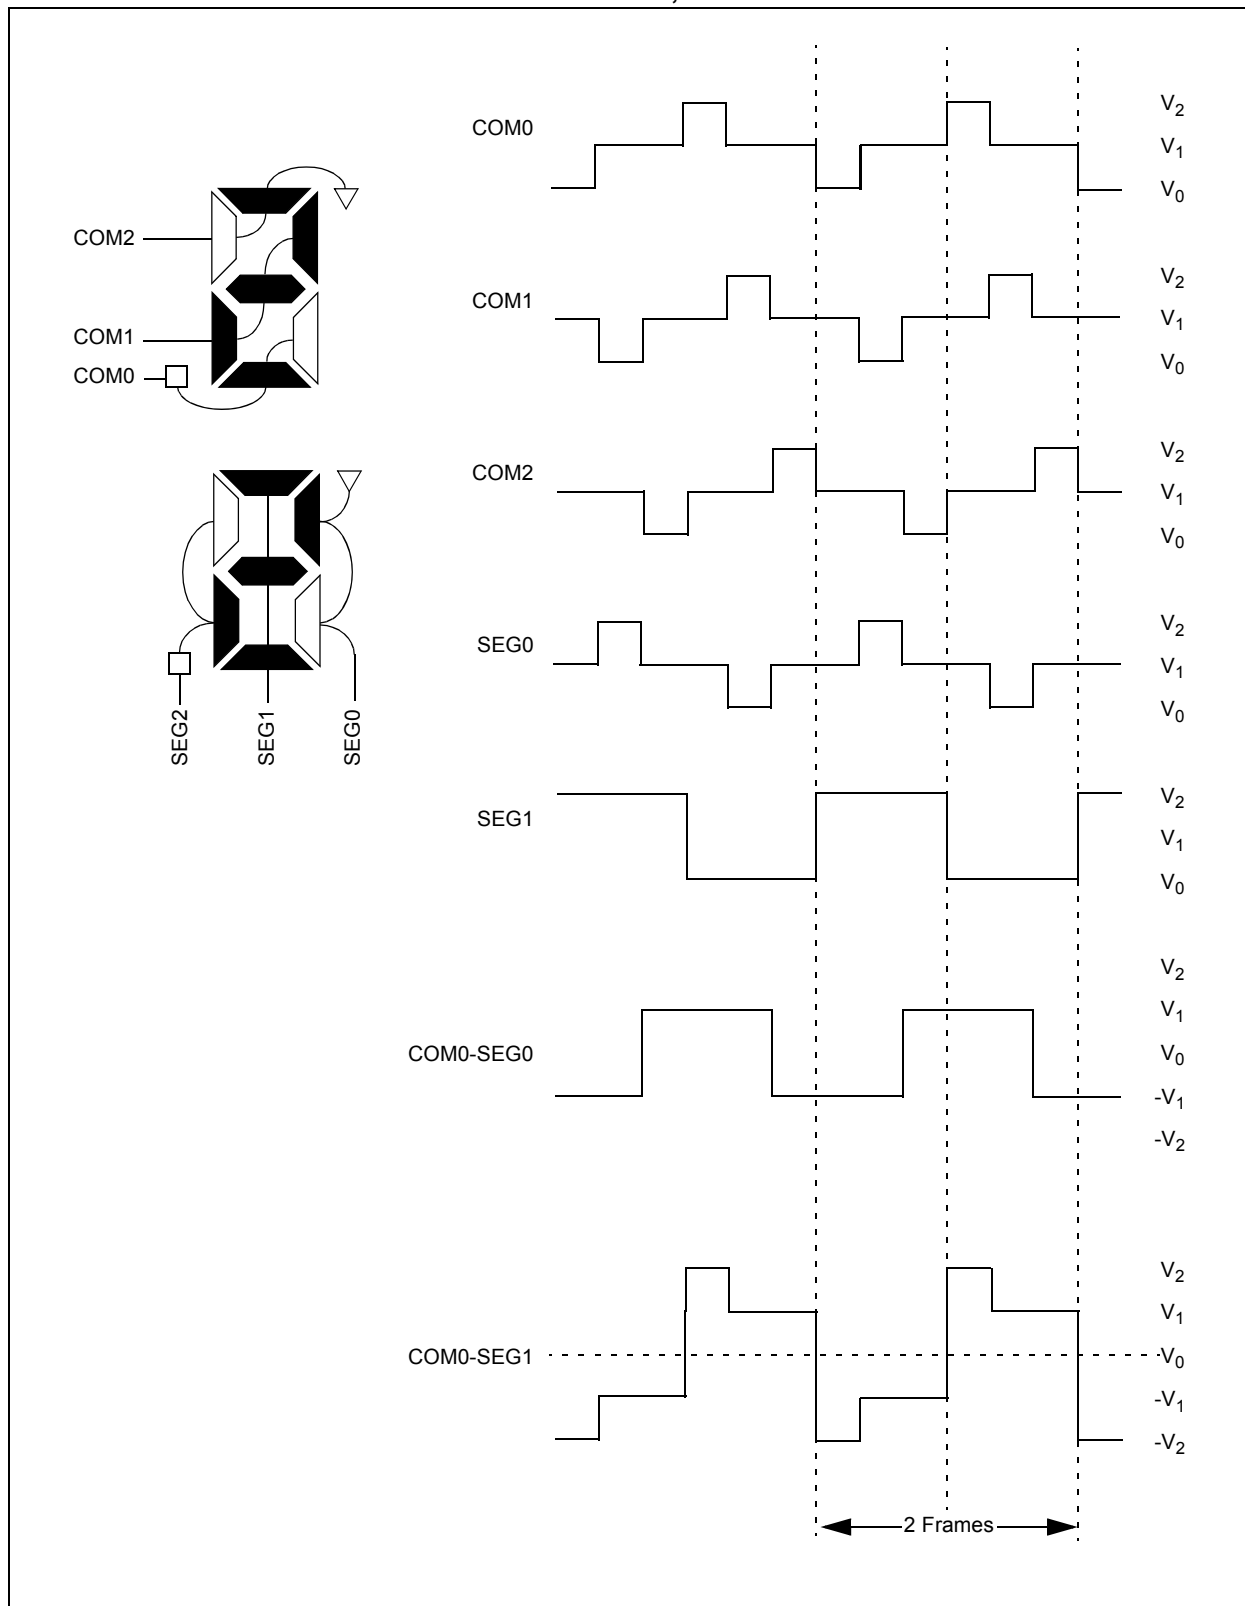 COM0
V2
V1
V0
COM2
COM1
COM0
COM1
V2
V1
V0
COM2
V2
V1
V0
SEG0
V2
V1
V0
SEG2
SEG1
SEG0
SEG1
V2
V1
V0
COM0-SEG0
V2
V1
V0
-V1
-V2
COM0-SEG1
V2
V1
V0
-V1
-V2
2 Frames